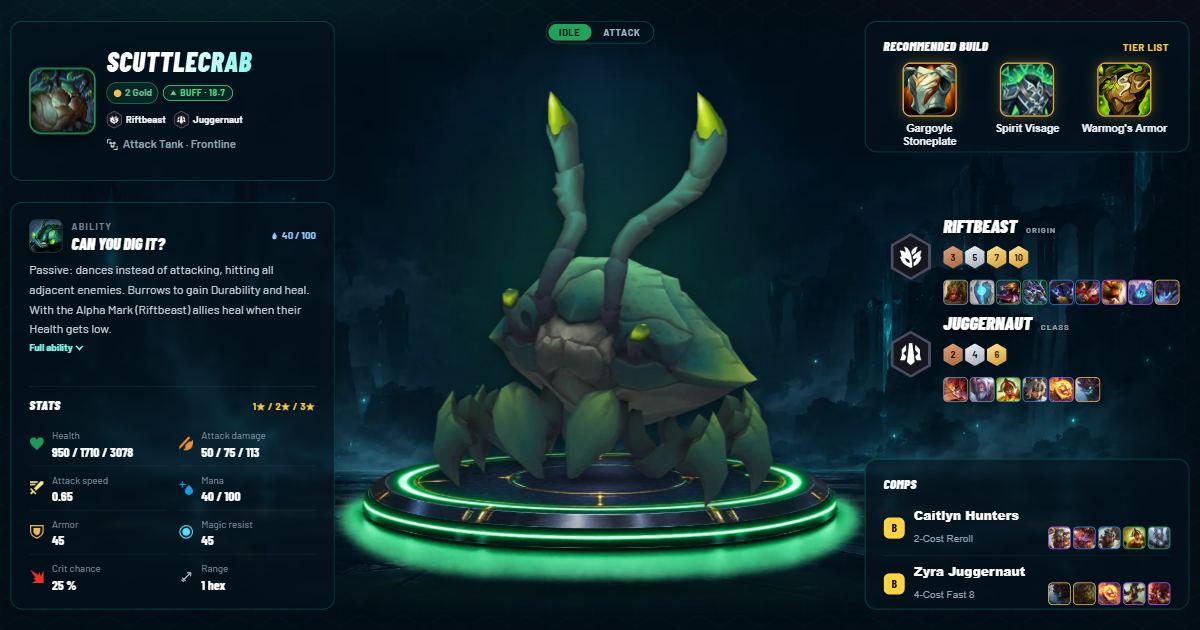 IDLE
ATTACK
SCUTTLECRAB
2 Gold
BUFF · 18.7
Riftbeast
Juggernaut
Attack Tank · Frontline
ABILITY
CAN YOU DIG IT?
40 / 100
Passive: dances instead of attacking, hitting all
adjacent enemies. Burrows to gain Durability and heal.
With the Alpha Mark (Riftbeast) allies heal when their
Health gets low.
Full ability
STATS
1★ / 2★ / 3★
Health
950 / 1710 / 3078
Attack damage
50 / 75 / 113
Attack speed
0.65
Mana
40 / 100
Armor
45
Magic resist
45
Crit chance
25 %
Range
1 hex
RECOMMENDED BUILD
TIER LIST
Gargoyle
Stoneplate
Spirit Visage
Warmog's Armor
RIFTBEAST ORIGIN
3 5 7 10
JUGGERNAUT CLASS
2 4 6
COMPS
B
Caitlyn Hunters
2-Cost Reroll
B
Zyra Juggernaut
4-Cost Fast 8